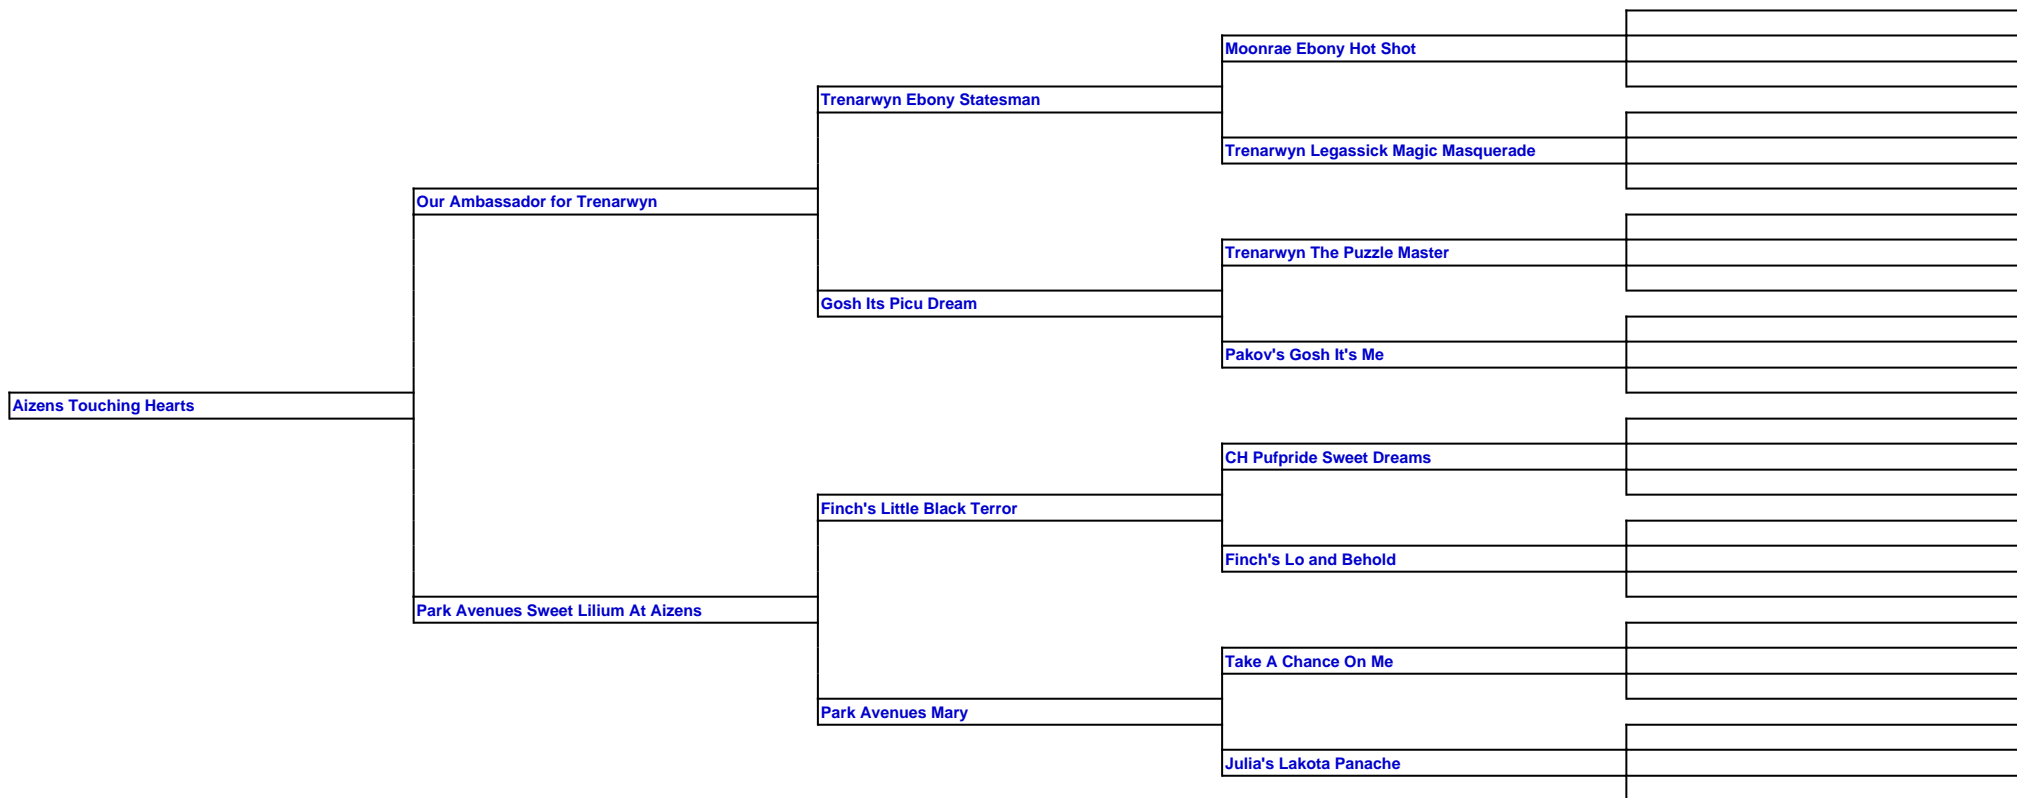 Moonrae Ebony Hot Shot
Trenarwyn Ebony Statesman
Trenarwyn Legassick Magic Masquerade
Our Ambassador for Trenarwyn
Trenarwyn The Puzzle Master
Gosh Its Picu Dream
Pakov's Gosh It's Me
Aizens Touching Hearts
CH Pufpride Sweet Dreams
Finch's Little Black Terror
Finch's Lo and Behold
Park Avenues Sweet Lilium At Aizens
Take A Chance On Me
Park Avenues Mary
Julia's Lakota Panache